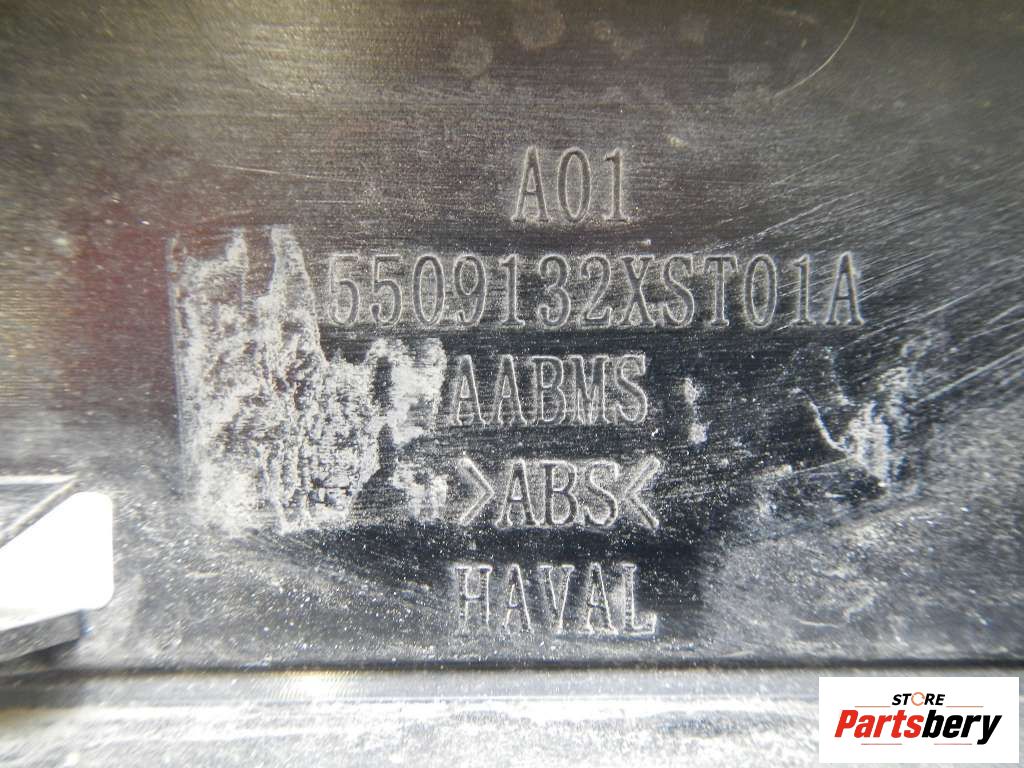 A01
5509132XST01A
AABMS
>ABS<
HAVAL
STORE
Partsbery